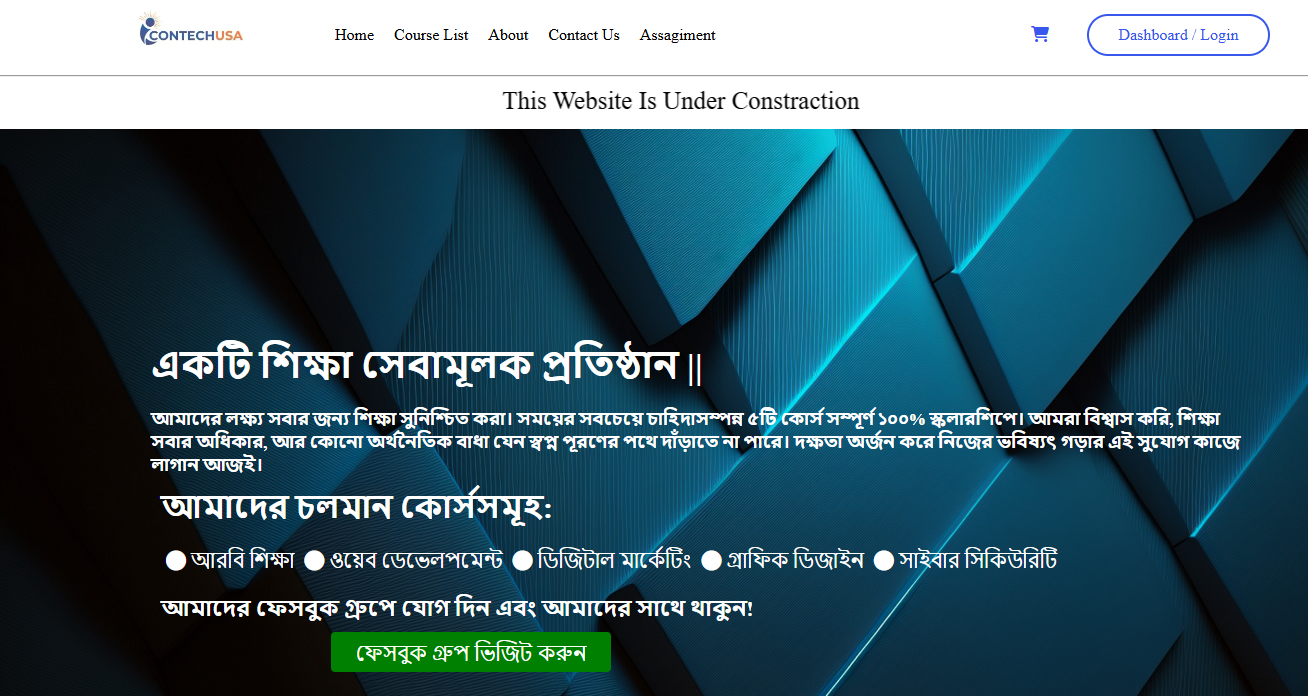 CONTECHUSA
Home Course List About Contact Us Assagiment
Dashboard / Login
This Website Is Under Constraction
একটি শিক্ষা সেবামূলক প্রতিষ্ঠান ||
আমাদের লক্ষ্য সবার জন্য শিক্ষা সুনিশ্চিত করা। সময়ের সবচেয়ে চাহিদাসম্পন্ন ৫টি কোর্স সম্পূর্ণ ১০০% স্কলারশিপে। আমরা বিশ্বাস করি, শিক্ষা
সবার অধিকার, আর কোনো অর্থনৈতিক বাধা যেন স্বপ্ন পূরণের পথে দাঁড়াতে না পারে। দক্ষতা অর্জন করে নিজের ভবিষ্যৎ গড়ার এই সুযোগ কাজে
লাগান আজই।
আমাদের চলমান কোর্সসমূহ:
আরবি শিক্ষা ওয়েব ডেভেলপমেন্ট ডিজিটাল মার্কেটিং গ্রাফিক ডিজাইন সাইবার সিকিউরিটি
আমাদের ফেসবুক গ্রুপে যোগ দিন এবং আমাদের সাথে থাকুন!
ফেসবুক গ্রুপ ভিজিট করুন